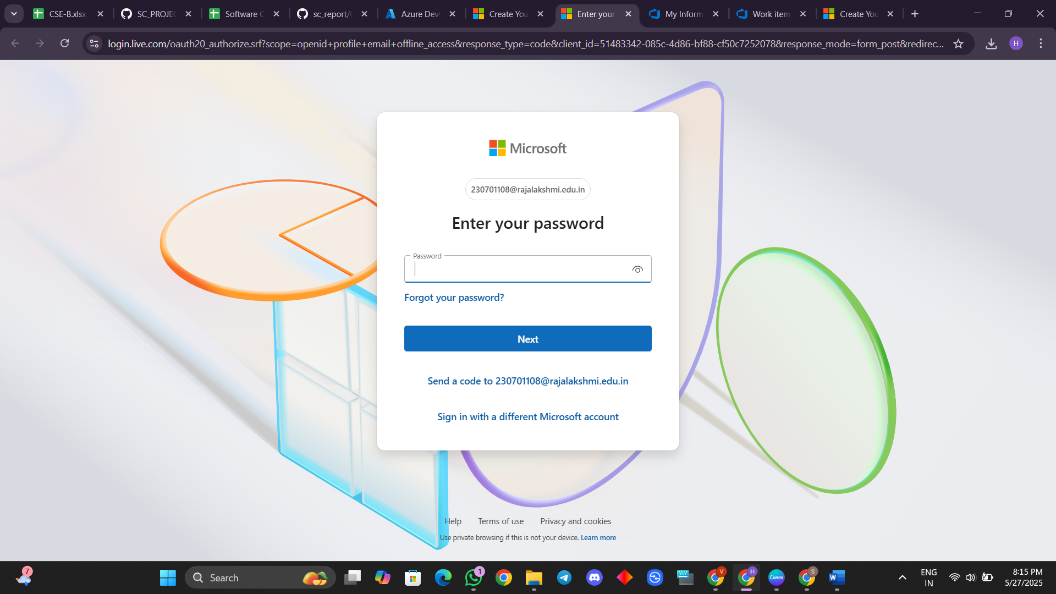 CSE-B.xlsx
SC_PROJEC
Software C
sc_report/
Azure Dev
Create You
Enter your
My Inform
Work item
Create You
login.live.com/oauth20_authorize.srf?scope=openid+profile+email+offline_access&response_type=code&client_id=51483342-085c-4d86-bf88-cf50c7252078&response_mode=form_post&redirec...
H
Microsoft
230701108@rajalakshmi.edu.in
Enter your password
Password
Forgot your password?
Next
Send a code to 230701108@rajalakshmi.edu.in
Sign in with a different Microsoft account
Help Terms of use Privacy and cookies
Use private browsing if this is not your device. Learn more
7
Search
1
V
H
Canva
S
W
ENG
IN
8:15 PM
5/27/2025